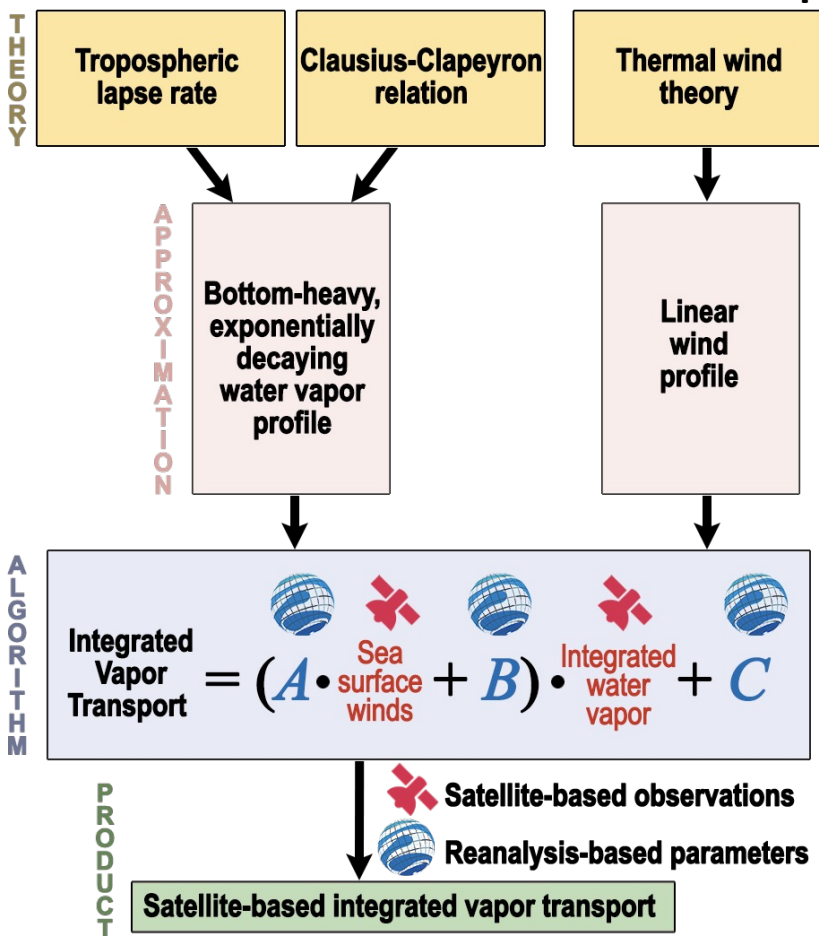 THEORY
Tropospheric
lapse rate
Clausius-Clapeyron
relation
Thermal wind
theory
APPROXIMATION
Bottom-heavy,
exponentially
decaying
water vapor
profile
Linear
wind
profile
ALGORITHM
Integrated
Vapor
Transport
= (A • Sea
surface
winds
+ B) • Integrated
water
vapor
+ C
PRODUCT
Satellite-based observations
Reanalysis-based parameters
Satellite-based integrated vapor transport